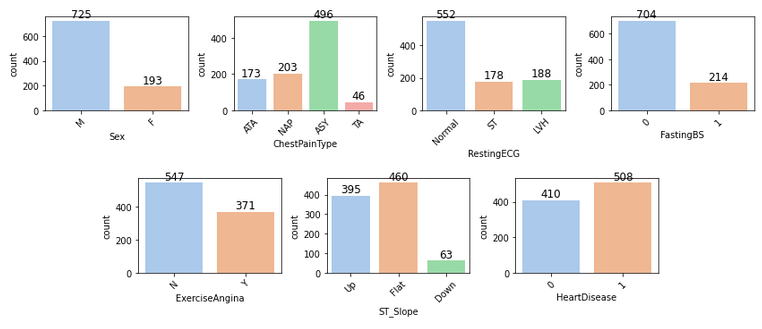 725
193
600
400
200
0
count
M
F
Sex
496
173
203
46
400
200
0
count
ATA
NAP
ASY
TA
ChestPainType
552
178
188
400
200
0
count
Normal
ST
LVH
RestingECG
704
214
600
400
200
0
count
0
1
FastingBS
547
371
400
200
0
count
N
Y
ExerciseAngina
395
460
63
400
300
200
100
0
count
Up
Flat
Down
ST_Slope
410
508
400
200
0
count
0
1
HeartDisease